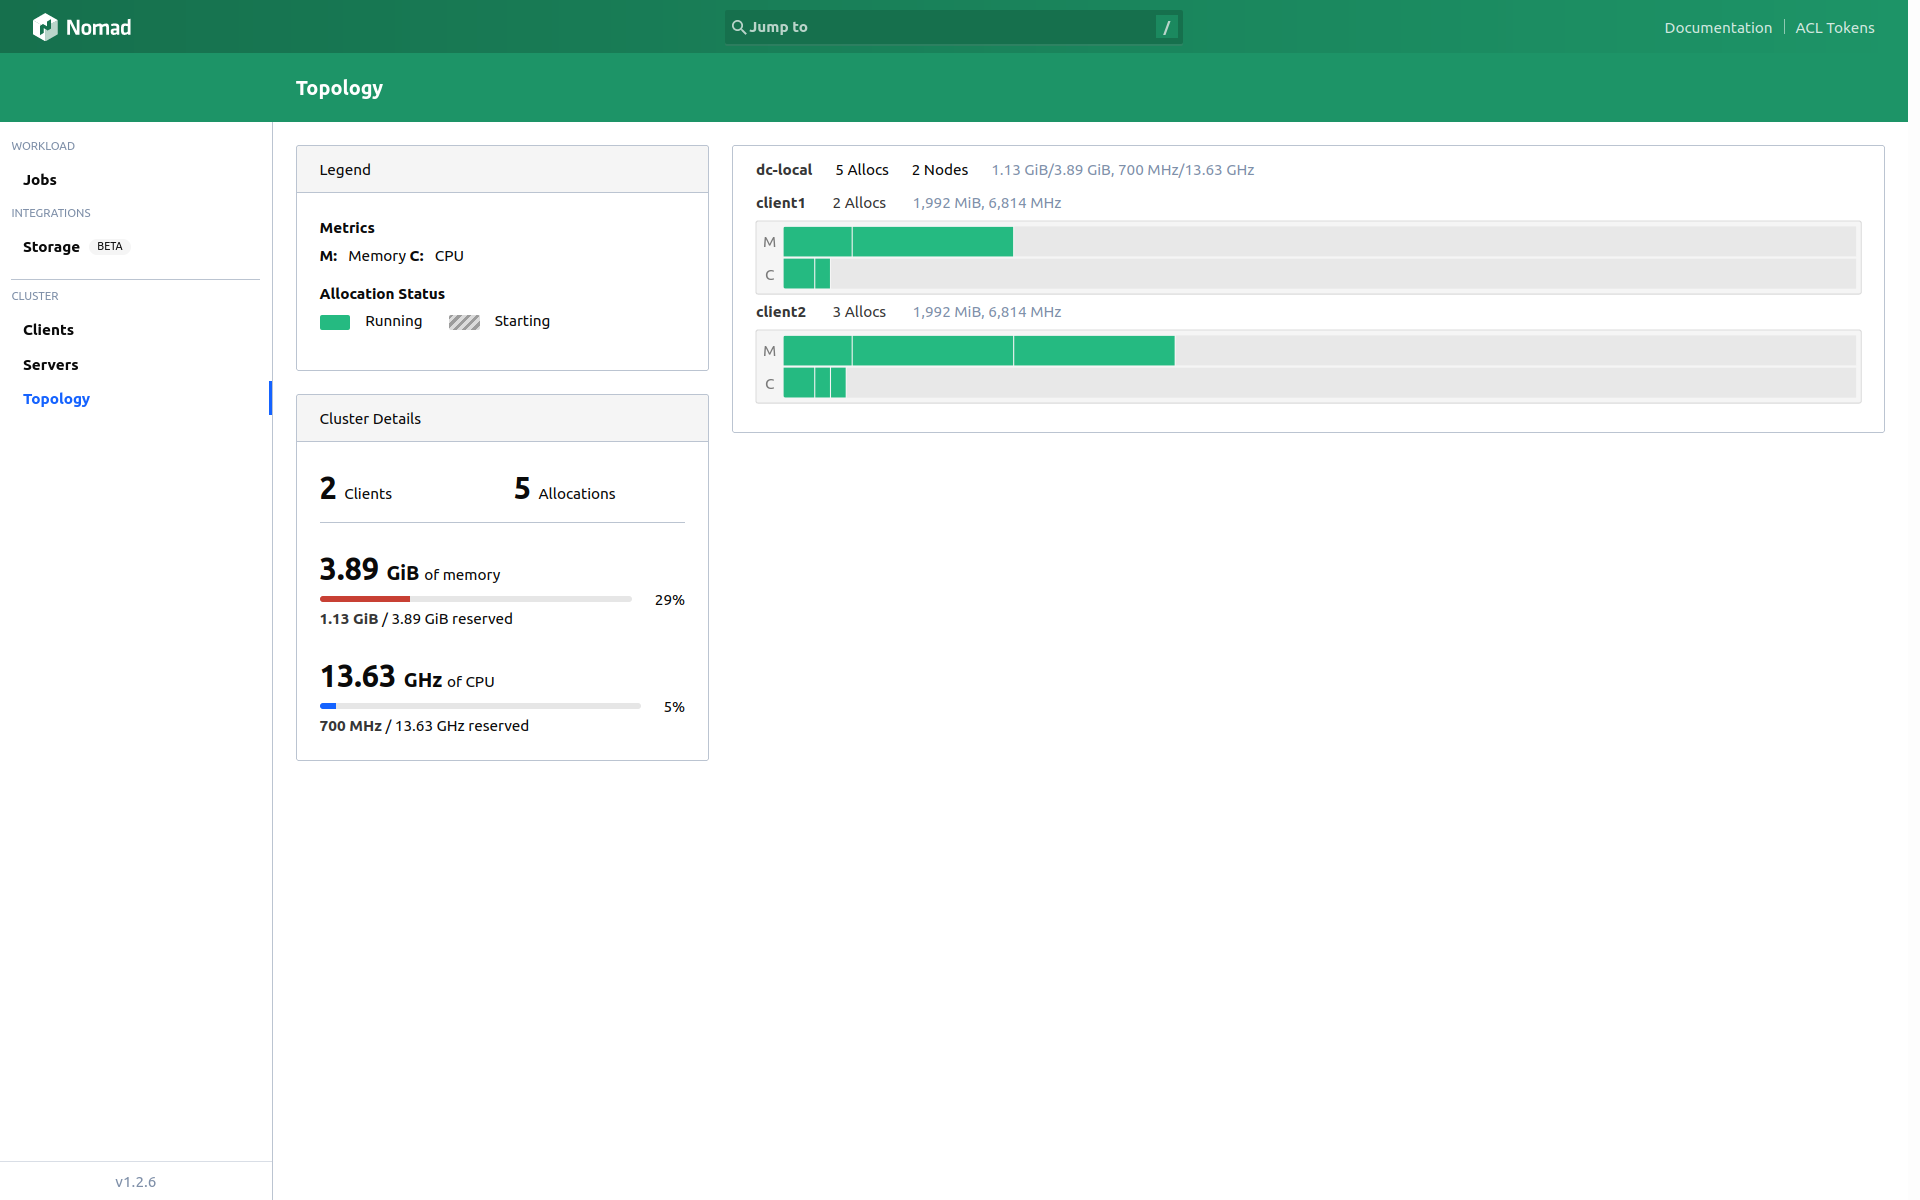 Nomad
Jump to /
Documentation ACL Tokens
Topology
WORKLOAD
Jobs
INTEGRATIONS
Storage BETA
CLUSTER
Clients
Servers
Topology
v1.2.6
Legend
Metrics
M: Memory C: CPU
Allocation Status
Running Starting
Cluster Details
2 Clients 5 Allocations
3.89 GiB of memory
29%
1.13 GiB / 3.89 GiB reserved
13.63 GHz of CPU
5%
700 MHz / 13.63 GHz reserved
dc-local 5 Allocs 2 Nodes 1.13 GiB/3.89 GiB, 700 MHz/13.63 GHz
client1 2 Allocs 1,992 MiB, 6,814 MHz
M
C
client2 3 Allocs 1,992 MiB, 6,814 MHz
M
C